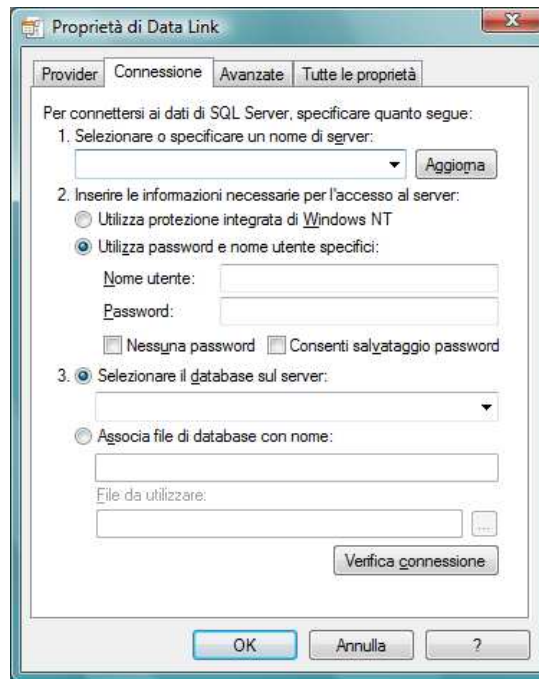 Proprietà di Data Link
Provider Connessione Avanzate Tutte le proprietà
Per connettersi ai dati di SQL Server, specificare quanto segue:
1. Selezionare o specificare un nome di server:
Aggiorna
2. Inserire le informazioni necessarie per l'accesso al server:
Utilizza protezione integrata di Windows NT
Utilizza password e nome utente specifici:
Nome utente:
Password:
Nessuna password Consenti salvataggio password
3. Selezionare il database sul server:
Associa file di database con nome:
File da utilizzare:
...
Verifica connessione
OK Annulla ?